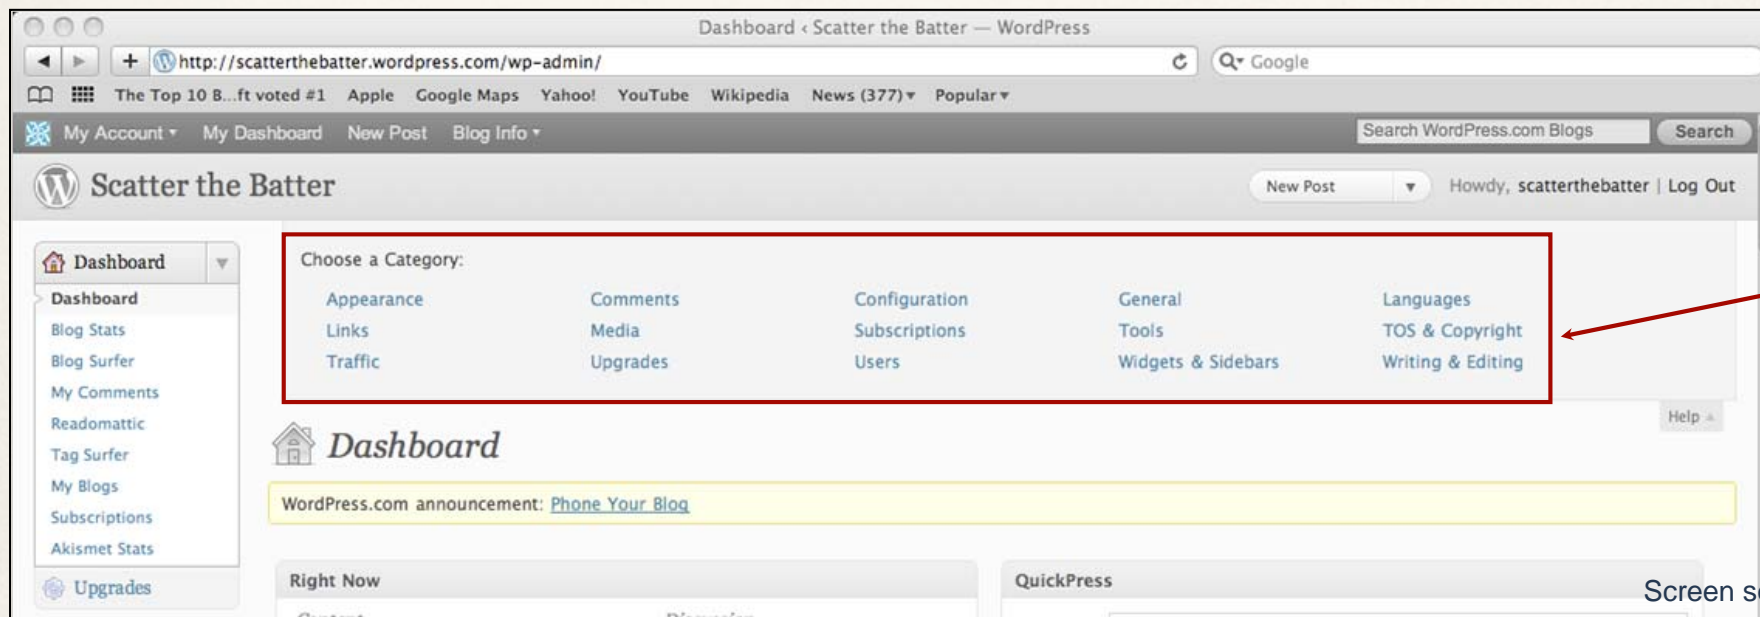 Dashboard ‹ Scatter the Batter — WordPress
http://scatterthebatter.wordpress.com/wp-admin/
Google
The Top 10 B...ft voted #1 Apple Google Maps Yahoo! YouTube Wikipedia News (377) Popular
My Account My Dashboard New Post Blog Info Search WordPress.com Blogs Search
Scatter the Batter New Post Howdy, scatterthebatter | Log Out
Dashboard
Dashboard
Blog Stats
Blog Surfer
My Comments
Readomattic
Tag Surfer
My Blogs
Subscriptions
Akismet Stats
Upgrades
Choose a Category:
Appearance Comments Configuration General Languages
Links Media Subscriptions Tools TOS & Copyright
Traffic Upgrades Users Widgets & Sidebars Writing & Editing
Help
Dashboard
WordPress.com announcement: Phone Your Blog
Right Now QuickPress
Screen